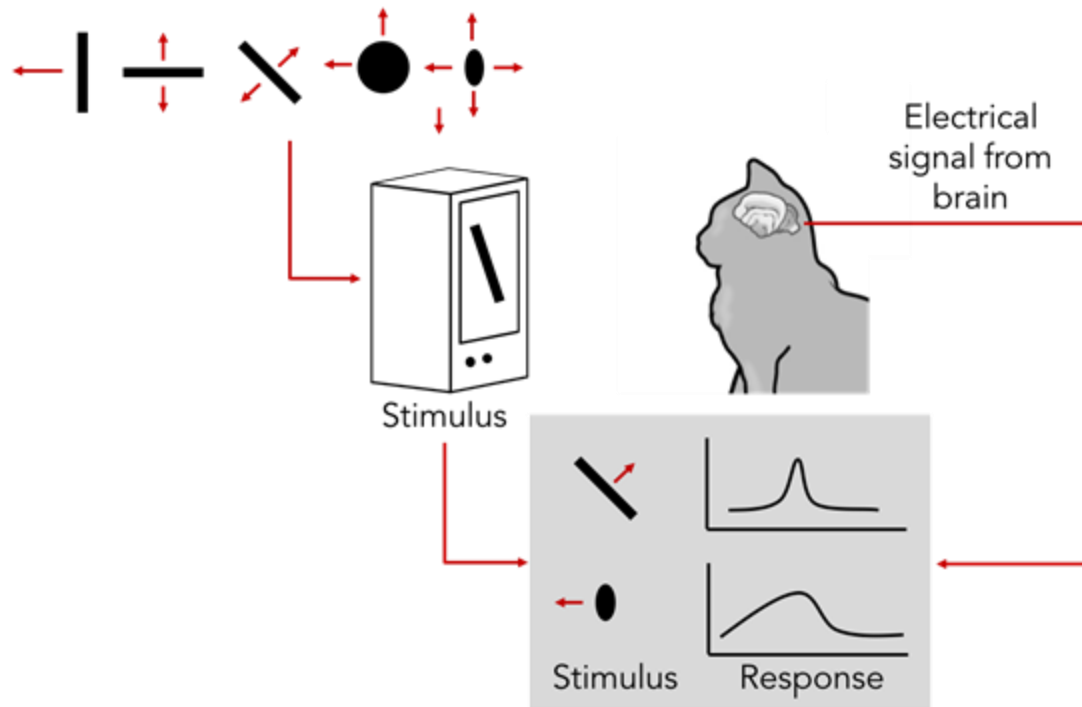 Electrical
signal from
brain
Stimulus
Stimulus
Response